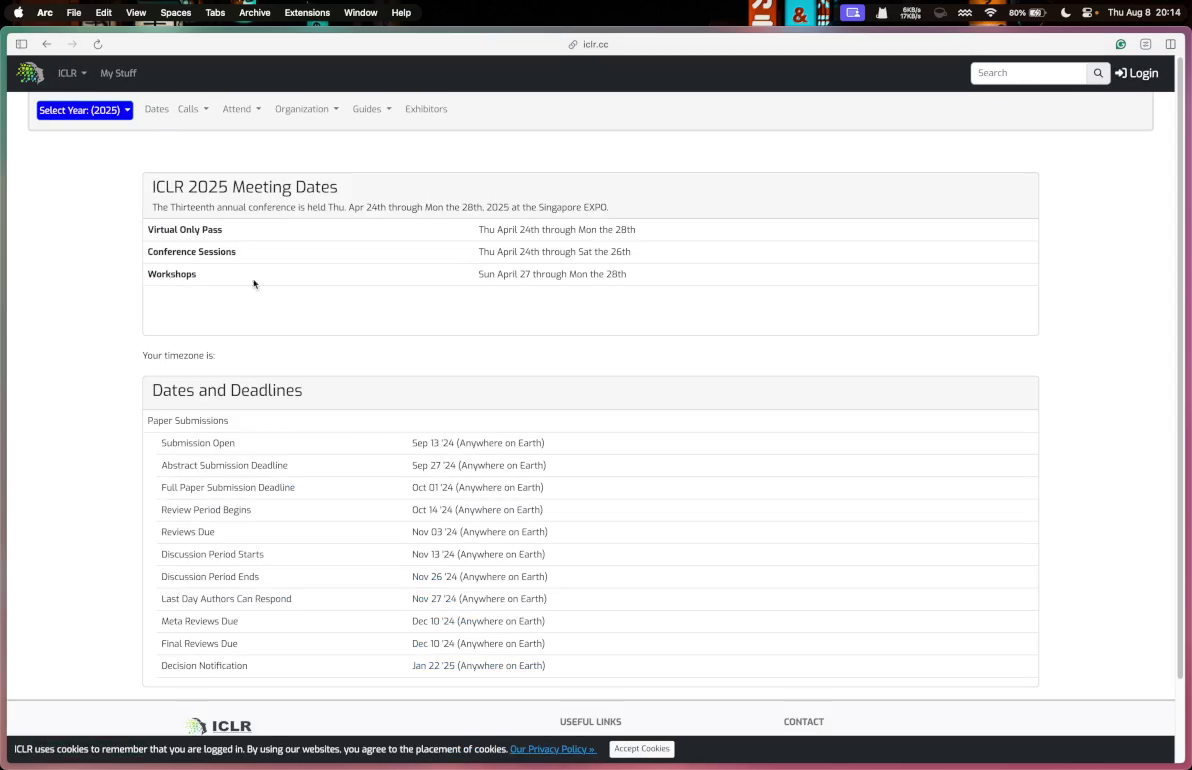 Arc File Edit View Spaces Tabs Archive Extensions Window Help
6KB/s
17KB/s
80%
Thu Aug 8 20:14
iclr.cc
ICLR My Stuff
Search
Login
Select Year: (2025) Dates Calls Attend Organization Guides Exhibitors
ICLR 2025 Meeting Dates
The Thirteenth annual conference is held Thu. Apr 24th through Mon the 28th, 2025 at the Singapore EXPO.
Virtual Only Pass Thu April 24th through Mon the 28th
Conference Sessions Thu April 24th through Sat the 26th
Workshops Sun April 27 through Mon the 28th
Your timezone is:
Dates and Deadlines
Paper Submissions
Submission Open Sep 13 '24 (Anywhere on Earth)
Abstract Submission Deadline Sep 27 '24 (Anywhere on Earth)
Full Paper Submission Deadline Oct 01 '24 (Anywhere on Earth)
Review Period Begins Oct 14 '24 (Anywhere on Earth)
Reviews Due Nov 03 '24 (Anywhere on Earth)
Discussion Period Starts Nov 13 '24 (Anywhere on Earth)
Discussion Period Ends Nov 26 '24 (Anywhere on Earth)
Last Day Authors Can Respond Nov 27 '24 (Anywhere on Earth)
Meta Reviews Due Dec 10 '24 (Anywhere on Earth)
Final Reviews Due Dec 10 '24 (Anywhere on Earth)
Decision Notification Jan 22 '25 (Anywhere on Earth)
ICLR USEFUL LINKS CONTACT
ICLR uses cookies to remember that you are logged in. By using our websites, you agree to the placement of cookies. Our Privacy Policy » Accept Cookies